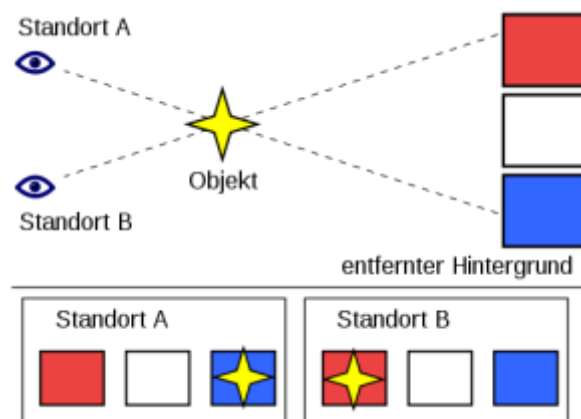 Standort A
Objekt
Standort B
entfernter Hintergrund
Standort A
Standort B